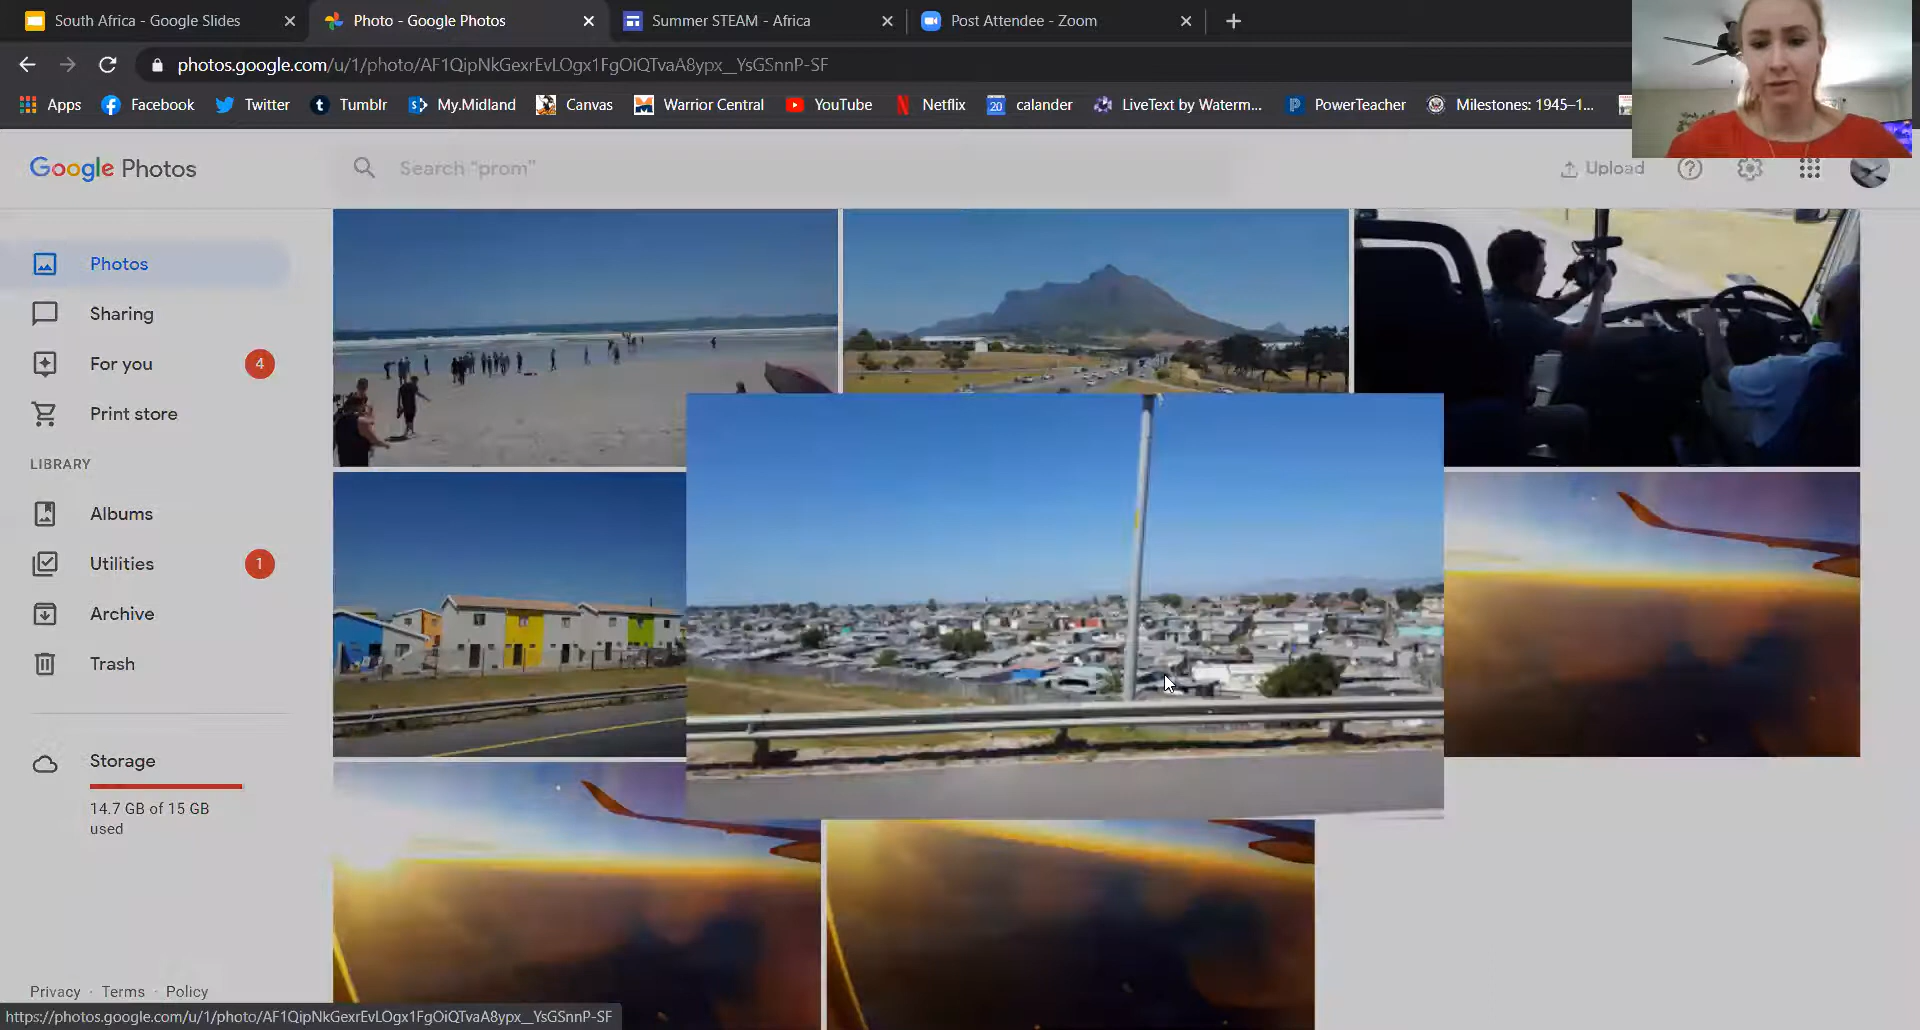 South Africa - Google Slides
Photo - Google Photos
Summer STEAM - Africa
Post Attendee - Zoom
photos.google.com/u/1/photo/AF1QipNkGexrEvLOgx1FgOiQTvaA8ypx__YsGSnnP-SF
Apps
Facebook
Twitter
Tumblr
My.Midland
Canvas
Warrior Central
YouTube
Netflix
20
calander
LiveText by Waterm...
PowerTeacher
Milestones: 1945–1...
Google Photos
Search "prom"
Upload
Photos
Sharing
For you
4
Print store
LIBRARY
Albums
Utilities
1
Archive
Trash
Storage
14.7 GB of 15 GB
used
Privacy · Terms · Policy
https://photos.google.com/u/1/photo/AF1QipNkGexrEvLOgx1FgOiQTvaA8ypx__YsGSnnP-SF